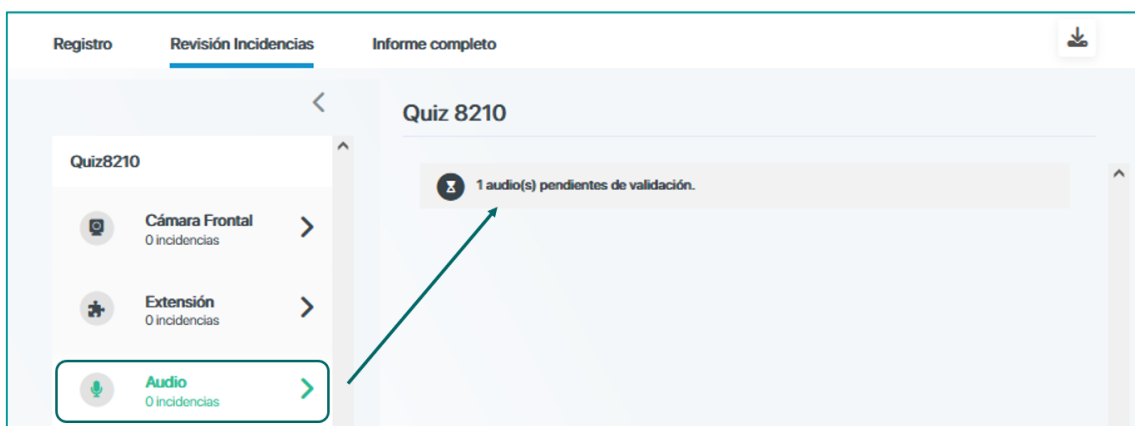 Registro Revisión Incidencias Informe completo
Quiz 8210
Quiz8210
1 audio(s) pendientes de validación.
Cámara Frontal
0 incidencias
Extensión
0 incidencias
Audio
0 incidencias